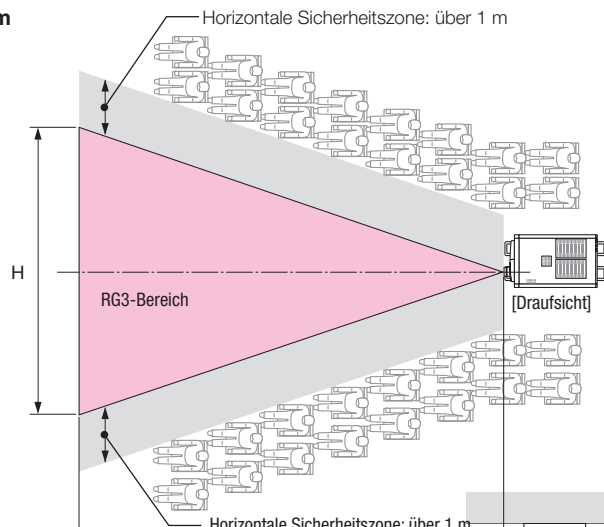 m
Horizontale Sicherheitszone: über 1 m
H
RG3-Bereich
[Draufsicht]
Horizontale Sicherheitszone: über 1 m